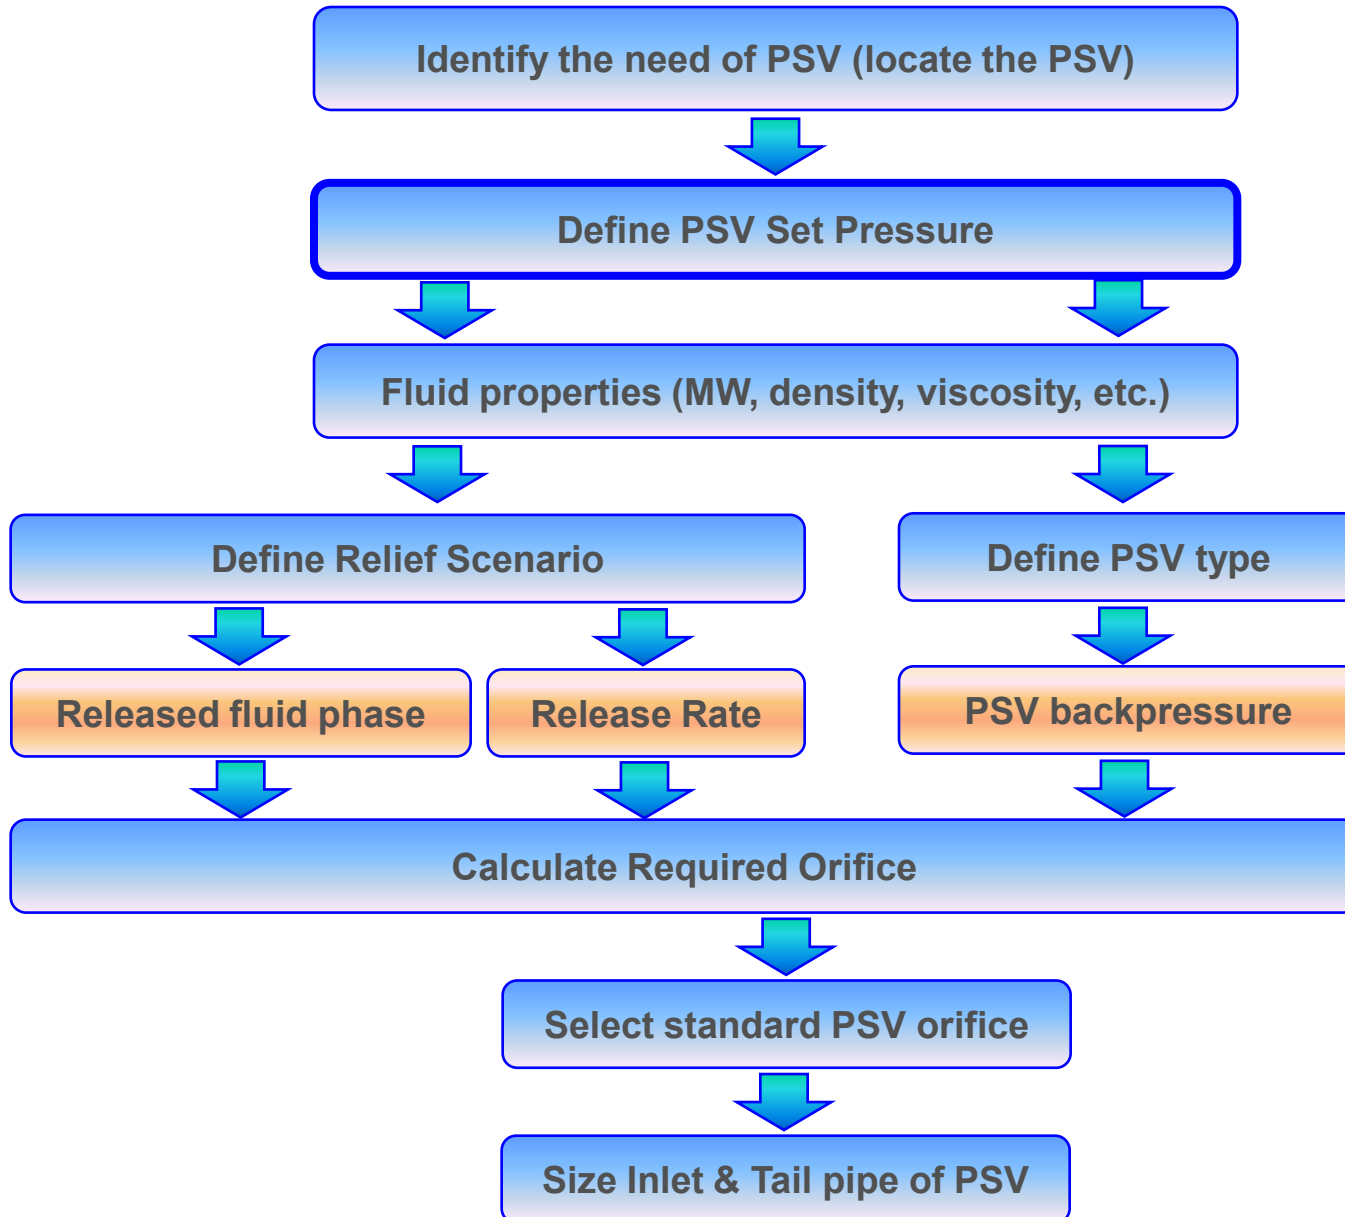 Identify the need of PSV (locate the PSV)
Define PSV Set Pressure
Fluid properties (MW, density, viscosity, etc.)
Define Relief Scenario
Define PSV type
Released fluid phase
Release Rate
PSV backpressure
Calculate Required Orifice
Select standard PSV orifice
Size Inlet & Tail pipe of PSV